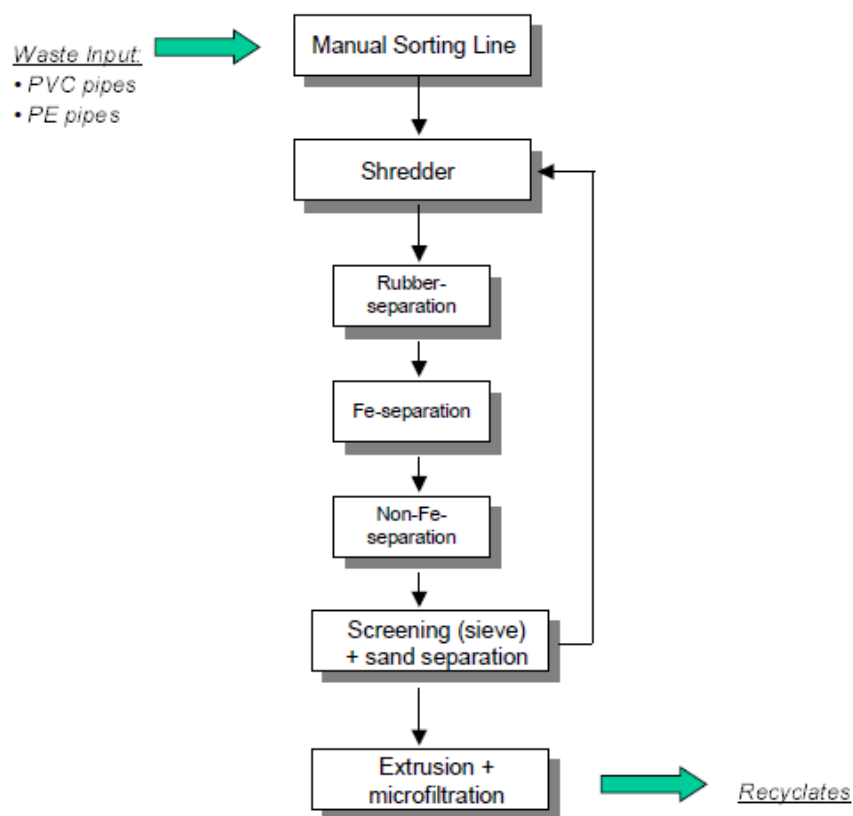 Manual Sorting Line
Waste Input:
• PVC pipes
• PE pipes
Shredder
Rubber-
separation
Fe-separation
Non-Fe-
separation
Screening (sieve)
+ sand separation
Extrusion +
microfiltration
Recyclates